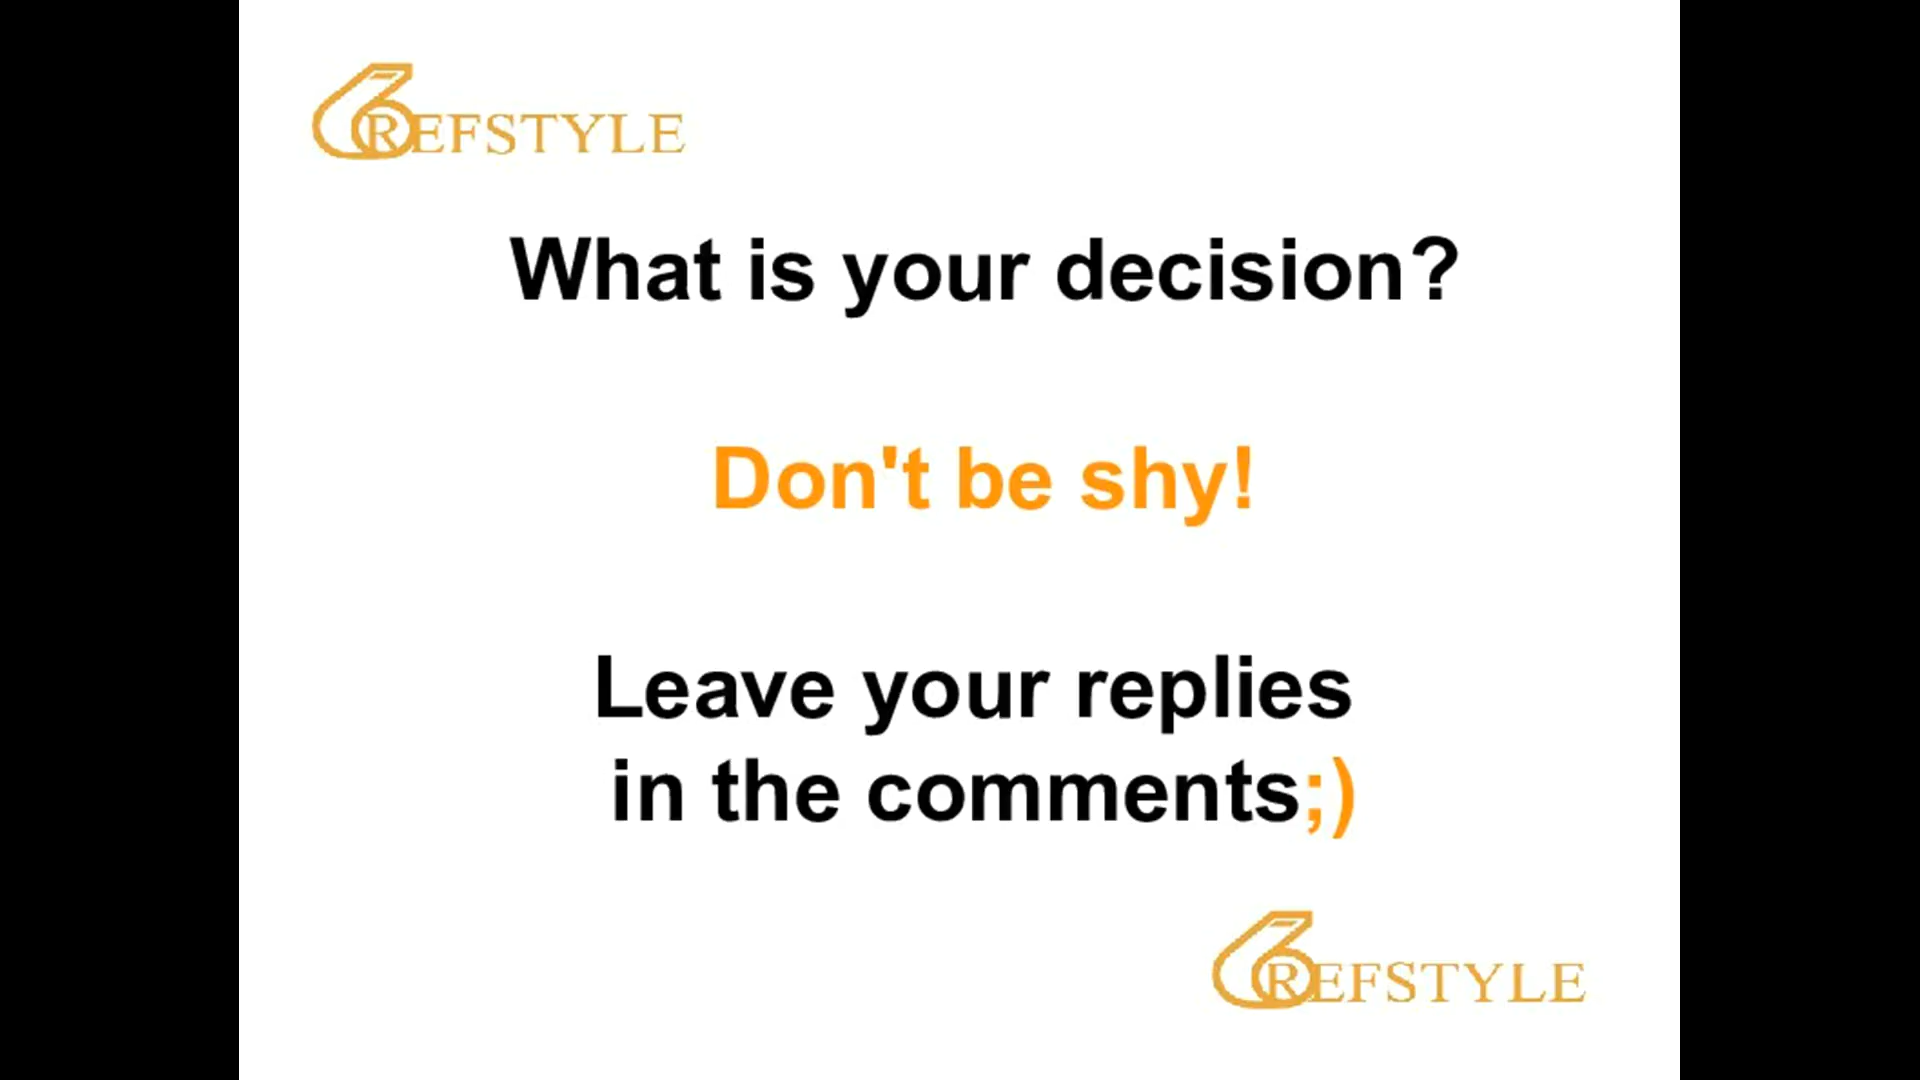 REFSTYLE
What is your decision?
Don't be shy!
Leave your replies
in the comments;)
REFSTYLE